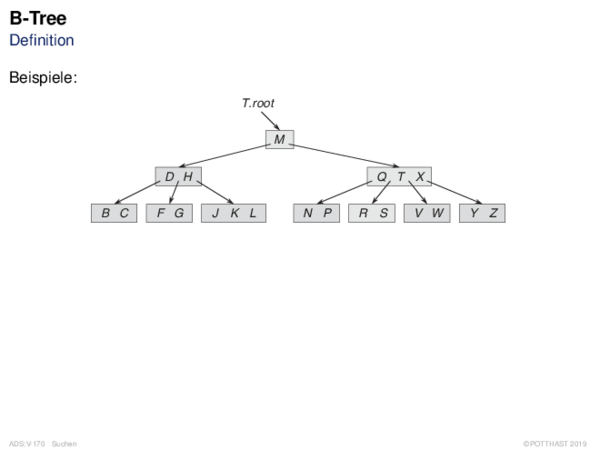 B-Tree
Definition
Beispiele:
T.root
M
D H
Q T X
B C
F G
J K L
N P
R S
V W
Y Z
ADS:V-170 Suchen
©POTTHAST 2019